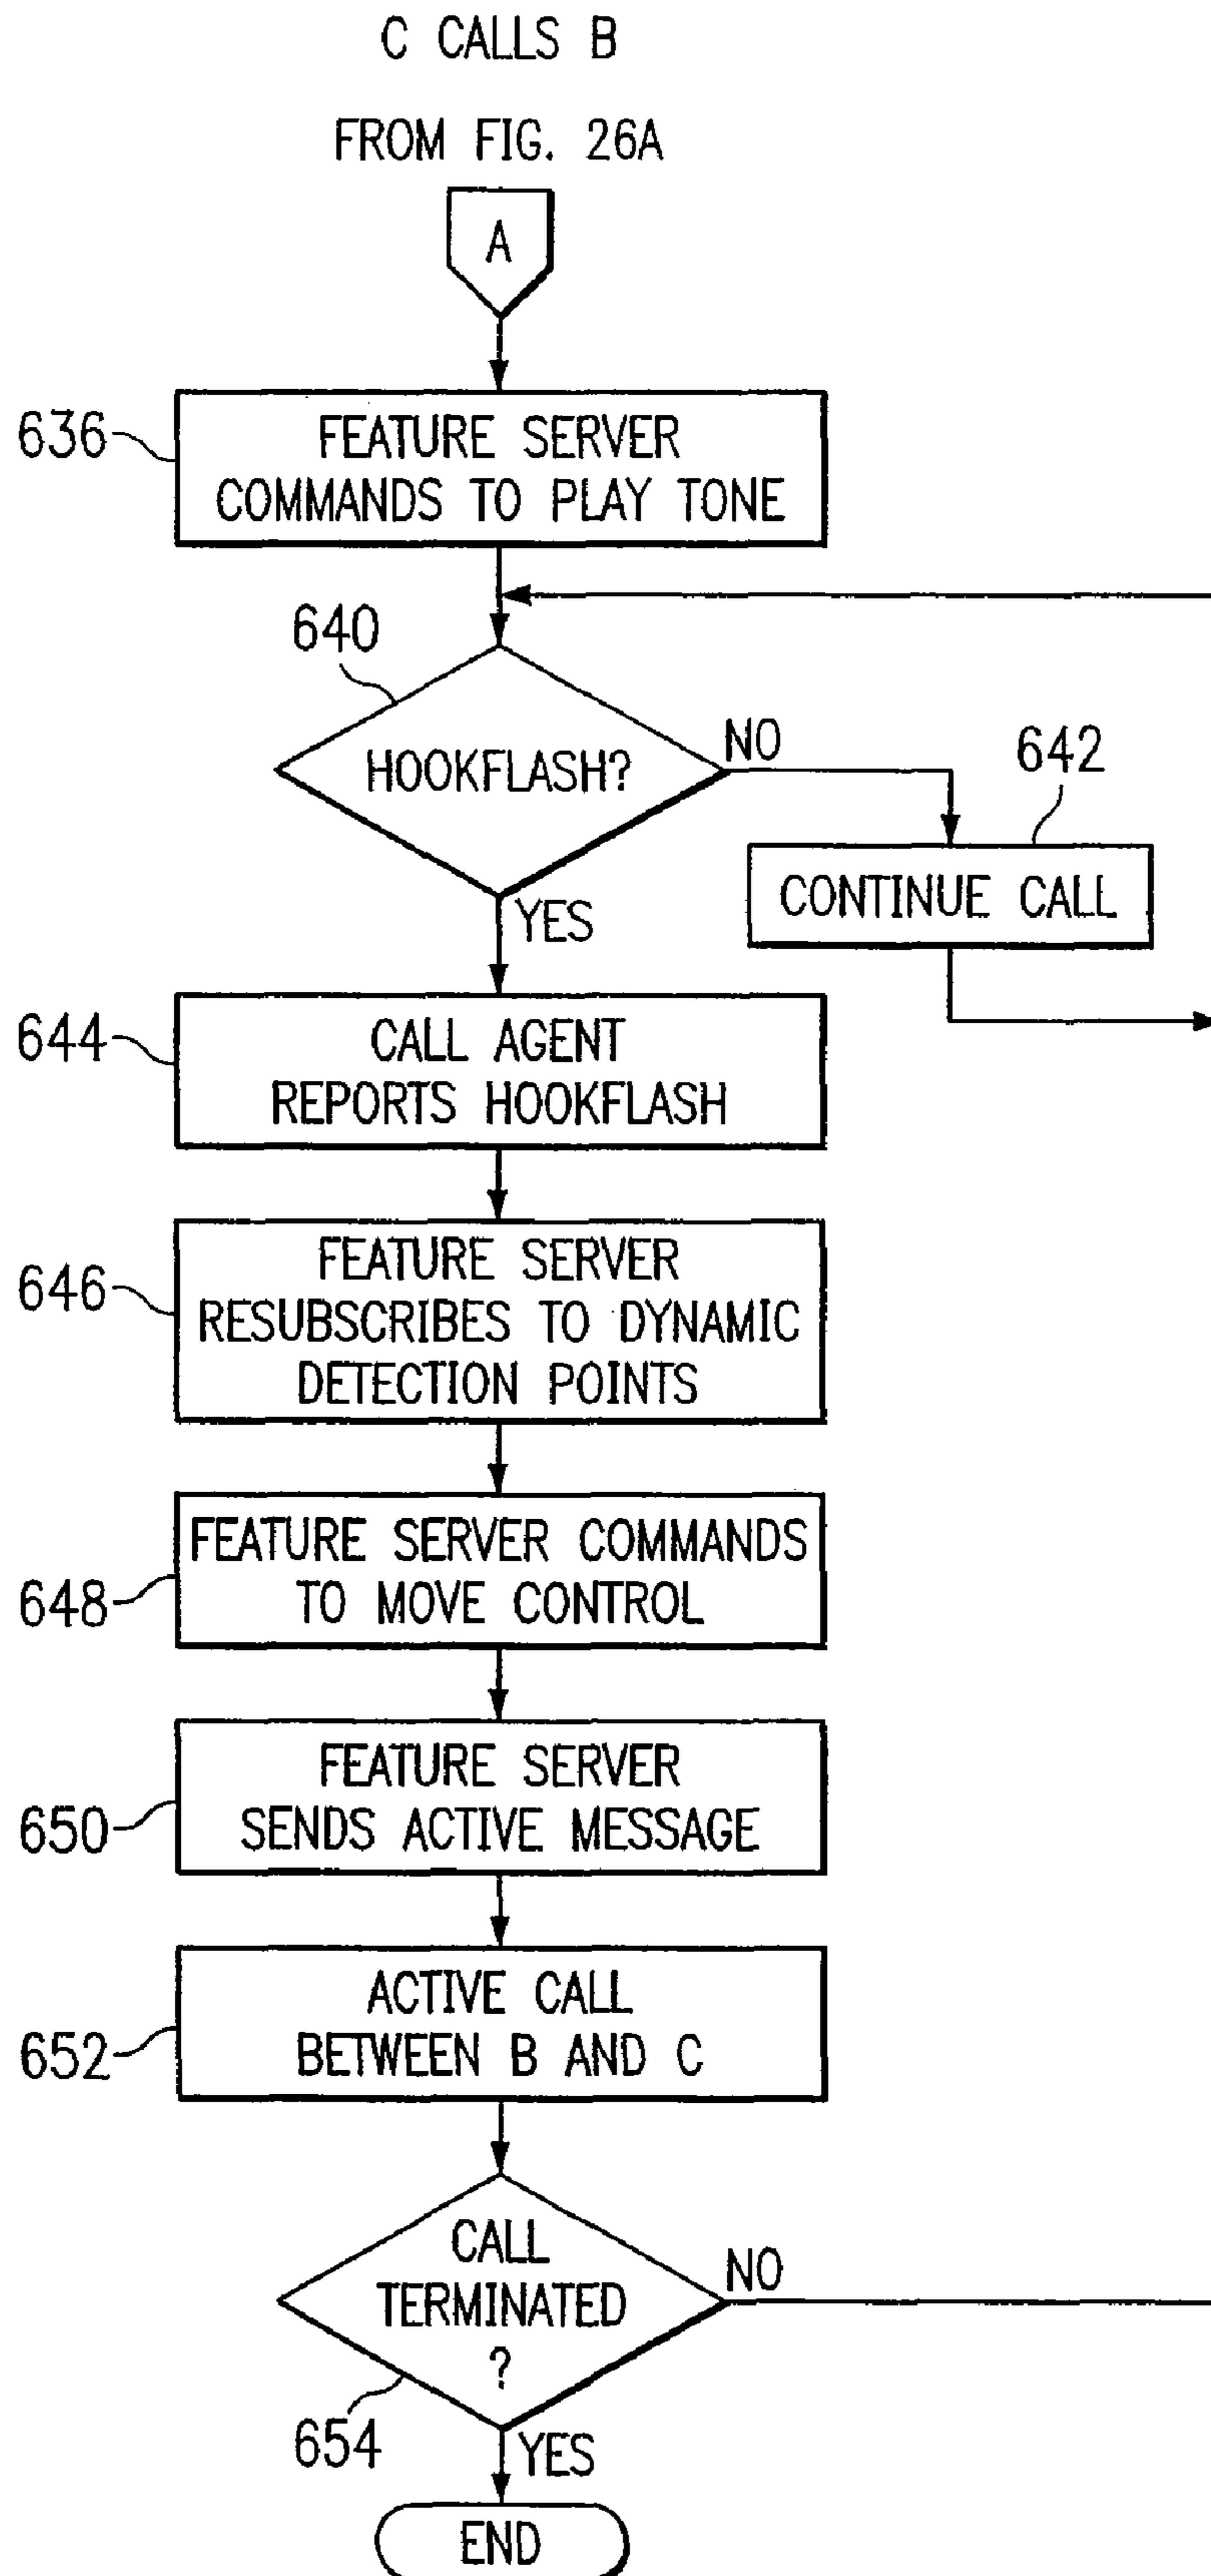 C CALLS B
FROM FIG. 26A
A
636
FEATURE SERVER
COMMANDS TO PLAY TONE
640
HOOKFLASH?
NO
642
CONTINUE CALL
YES
644
CALL AGENT
REPORTS HOOKFLASH
646
FEATURE SERVER
RESUBSCRIBES TO DYNAMIC
DETECTION POINTS
648
FEATURE SERVER COMMANDS
TO MOVE CONTROL
650
FEATURE SERVER
SENDS ACTIVE MESSAGE
652
ACTIVE CALL
BETWEEN B AND C
CALL
TERMINATED
?
NO
654
YES
END